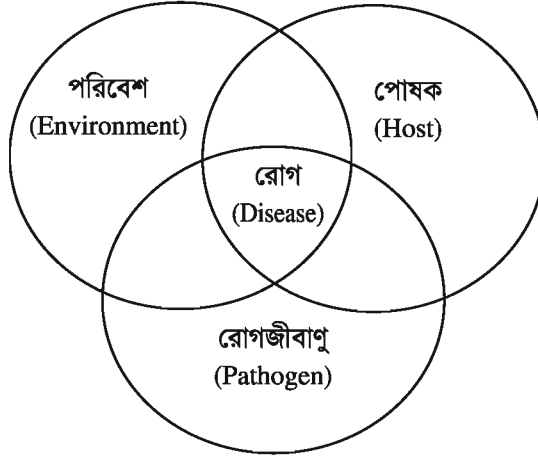 পরিবেশ
(Environment)
পোষক
(Host)
রোগ
(Disease)
রোগজীবাণু
(Pathogen)